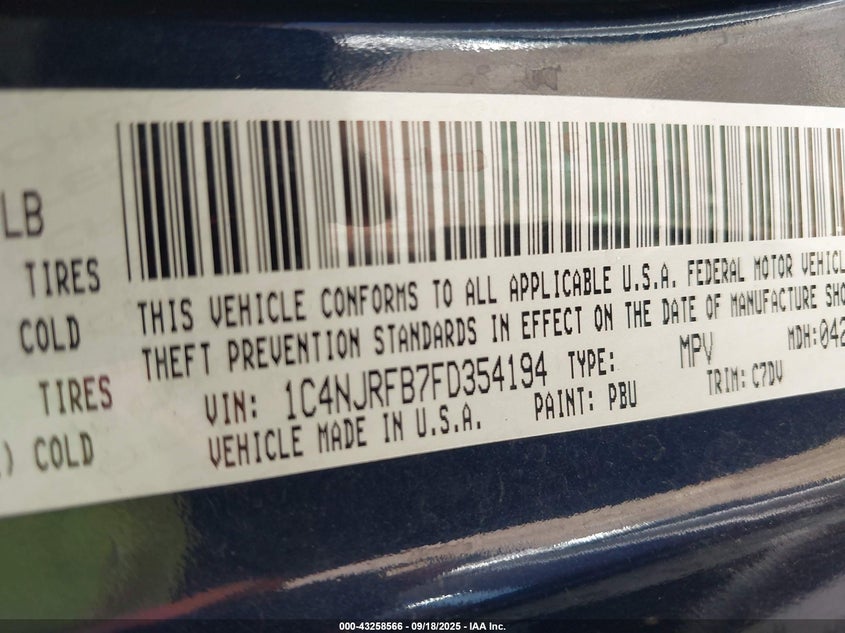 LB
TIRES
COLD
TIRES
) COLD
THIS VEHICLE CONFORMS TO ALL APPLICABLE U.S.A. FEDERAL MOTOR VEHICL
THEFT PREVENTION STANDARDS IN EFFECT ON THE DATE OF MANUFACTURE SHO
VIN: 1C4NJRFB7FD354194 TYPE: MPV MDH:042
VEHICLE MADE IN U.S.A. PAINT: PBU TRIM: C7DV
000-43258566 - 09/18/2025 - IAA Inc.